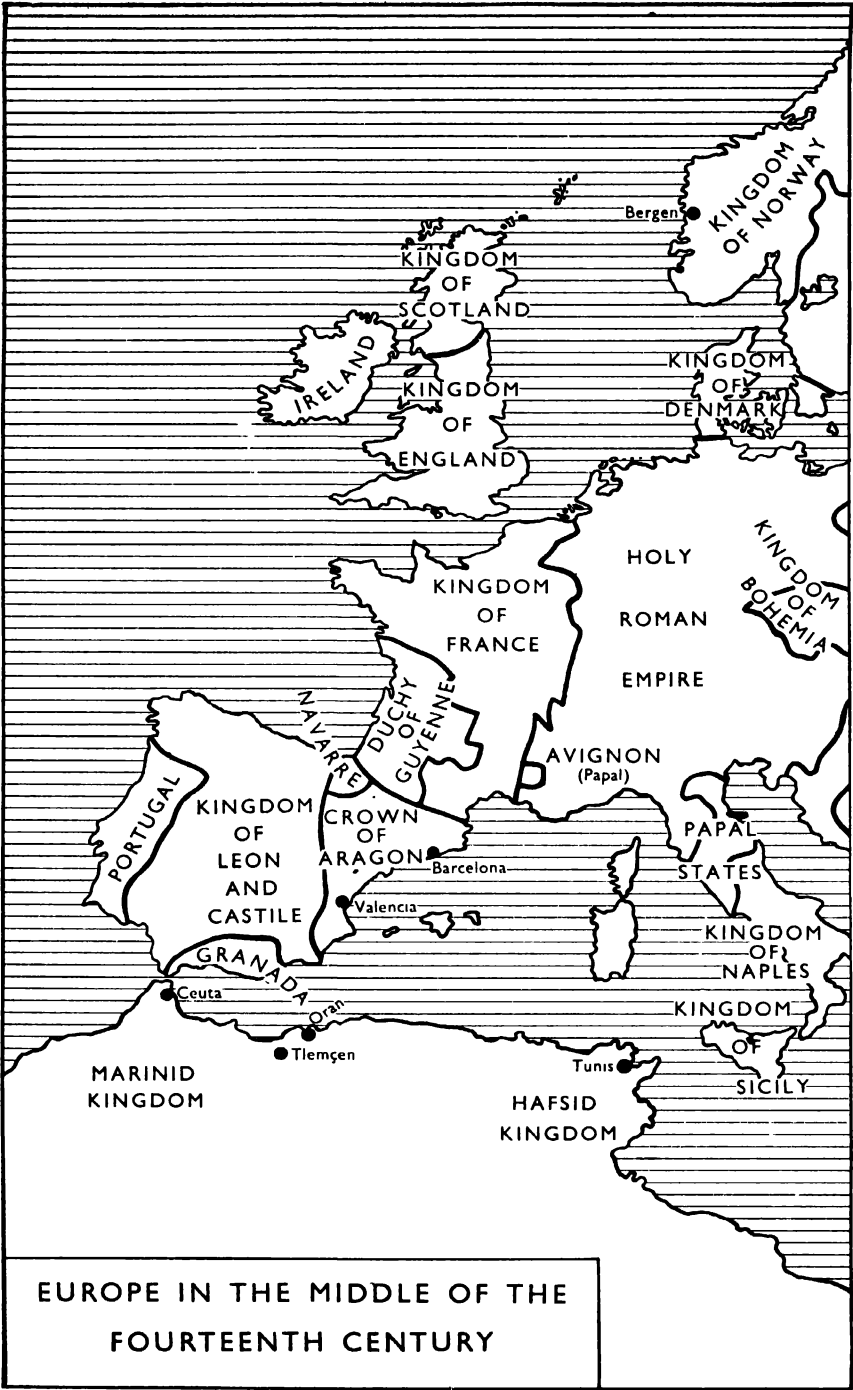 KINGDOM
OF NORWAY
Bergen
KINGDOM
OF
SCOTLAND
IRELAND
KINGDOM
OF
ENGLAND
KINGDOM
OF
DENMARK
HOLY
ROMAN
EMPIRE
KINGDOM
OF
BOHEMIA
KINGDOM
OF
FRANCE
DUCHY
OF
GUYENNE
NAVARRE
AVIGNON
(Papal)
PORTUGAL
KINGDOM
OF
LEON
AND
CASTILE
CROWN
OF
ARAGON
Barcelona
Valencia
PAPAL
STATES
GRANADA
KINGDOM
OF
NAPLES
Ceuta
Oran
Tlemçen
KINGDOM
OF
SICILY
MARINID
KINGDOM
Tunis
HAFSID
KINGDOM
EUROPE IN THE MIDDLE OF THE
FOURTEENTH CENTURY